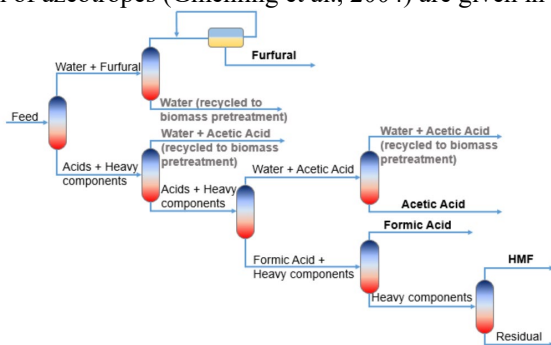 of azeotropes (Gmehling et al., 2004) are given in
Water + Furfural
Furfural
Feed
Water (recycled to
biomass pretreatment)
Water + Acetic Acid
(recycled to biomass
pretreatment)
Acids + Heavy
components
Water + Acetic Acid
(recycled to biomass
pretreatment)
Water + Acetic Acid
Acids + Heavy
components
Acetic Acid
Formic Acid
Formic Acid +
Heavy components
HMF
Heavy components
Residual